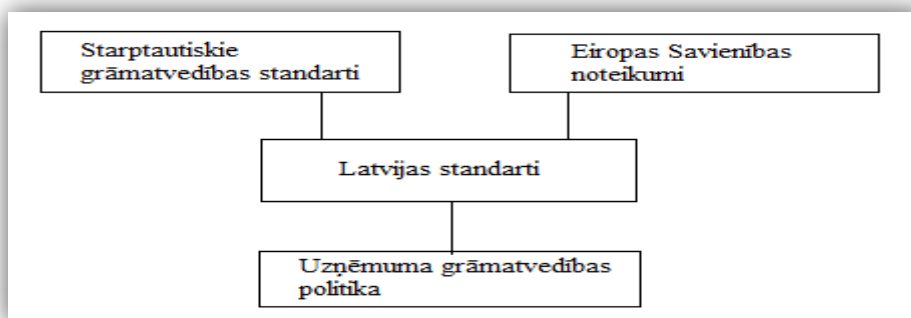 Starptautiskie
grāmatvedības standarti
Eiropas Savienības
noteikumi
Latvijas standarti
Uzņēmuma grāmatvedības
politika